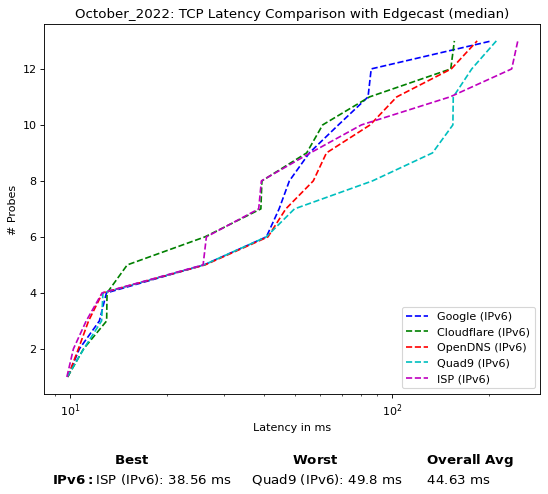 October_2022: TCP Latency Comparison with Edgecast (median)
# Probes
12
10
8
6
4
2
Google (IPv6)
Cloudflare (IPv6)
OpenDNS (IPv6)
Quad9 (IPv6)
ISP (IPv6)
10¹ 10²
Latency in ms
Best Worst Overall Avg
IPv6: ISP (IPv6): 38.56 ms Quad9 (IPv6): 49.8 ms 44.63 ms